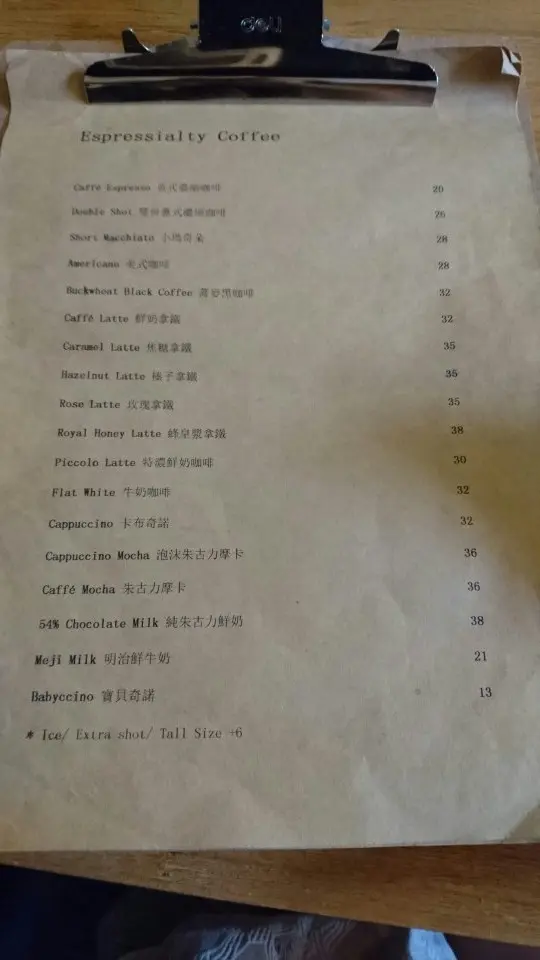 deli
Espressialty Coffee
Caffé Espresso 意式濃縮咖啡 20
Double Shot 雙份意式濃縮咖啡 26
Short Macchiato 小瑪奇朵 28
Americano 美式咖啡 28
Buckwheat Black Coffee 蕎麥黑咖啡 32
Caffé Latte 鮮奶拿鐵 32
Caramel Latte 焦糖拿鐵 35
Hazelnut Latte 榛子拿鐵 35
Rose Latte 玫瑰拿鐵 35
Royal Honey Latte 蜂皇漿拿鐵 38
Piccolo Latte 特濃鮮奶咖啡 30
Flat White 牛奶咖啡 32
Cappuccino 卡布奇諾 32
Cappuccino Mocha 泡沫朱古力摩卡 36
Caffé Mocha 朱古力摩卡 36
54% Chocolate Milk 純朱古力鮮奶 38
Meji Milk 明治鮮牛奶 21
Babyccino 寶貝奇諾 13
* Ice/ Extra shot/ Tall Size +6